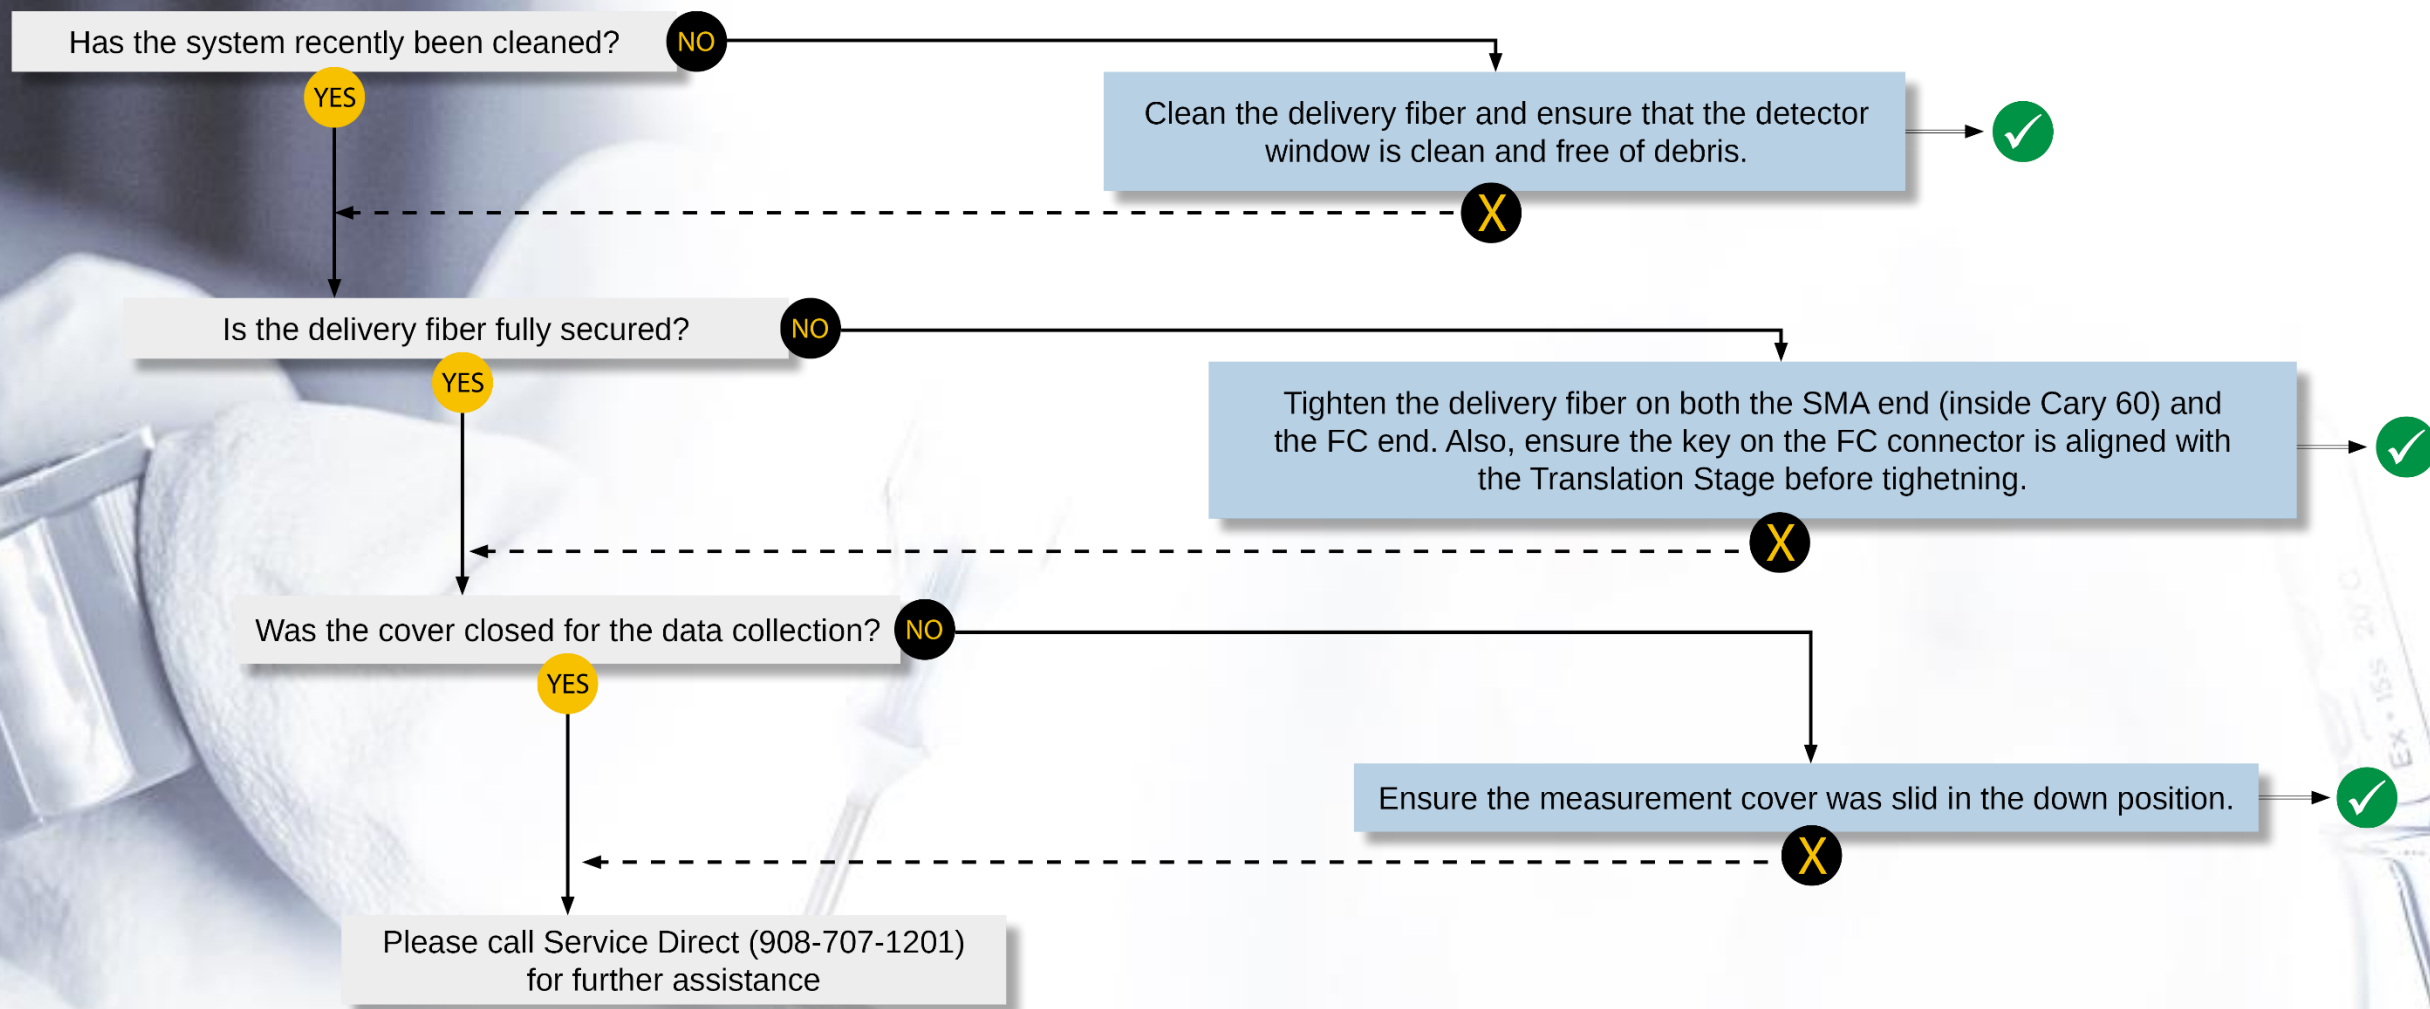 Has the system recently been cleaned?
NO
YES
Clean the delivery fiber and ensure that the detector
window is clean and free of debris.
X
Is the delivery fiber fully secured?
NO
YES
Tighten the delivery fiber on both the SMA end (inside Cary 60) and
the FC end. Also, ensure the key on the FC connector is aligned with
the Translation Stage before tighetning.
X
Was the cover closed for the data collection?
NO
YES
Ensure the measurement cover was slid in the down position.
X
Please call Service Direct (908-707-1201)
for further assistance
20°C
Ex + 15s